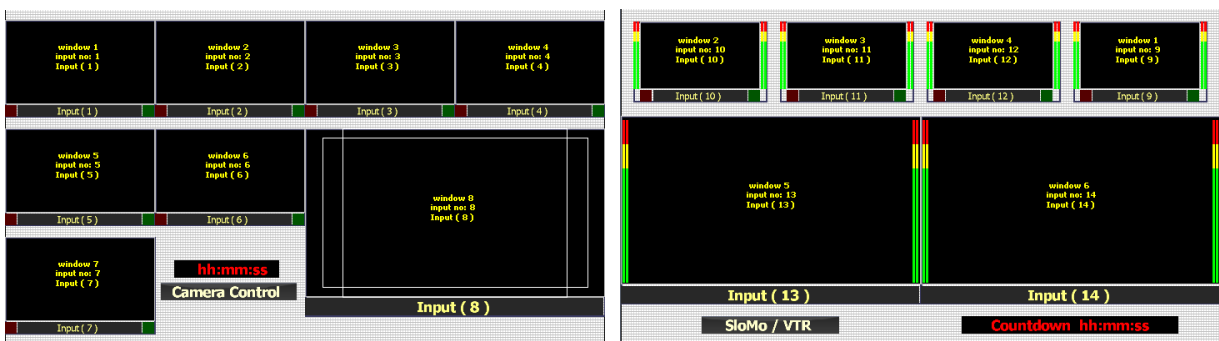 window 1
input no: 1
Input ( 1 )
window 2
input no: 2
Input ( 2 )
window 3
input no: 3
Input ( 3 )
window 4
input no: 4
Input ( 4 )
Input ( 1 )
Input ( 2 )
Input ( 3 )
Input ( 4 )
window 5
input no: 5
Input ( 5 )
window 6
input no: 6
Input ( 6 )
window 8
input no: 8
Input ( 8 )
Input ( 5 )
Input ( 6 )
window 7
input no: 7
Input ( 7 )
hh:mm:ss
Camera Control
Input ( 8 )
Input ( 7 )
window 2
input no: 10
Input ( 10 )
window 3
input no: 11
Input ( 11 )
window 4
input no: 12
Input ( 12 )
window 1
input no: 9
Input ( 9 )
Input ( 10 )
Input ( 11 )
Input ( 12 )
Input ( 9 )
window 5
input no: 13
Input ( 13 )
window 6
input no: 14
Input ( 14 )
Input ( 13 )
Input ( 14 )
SloMo / VTR
Countdown hh:mm:ss